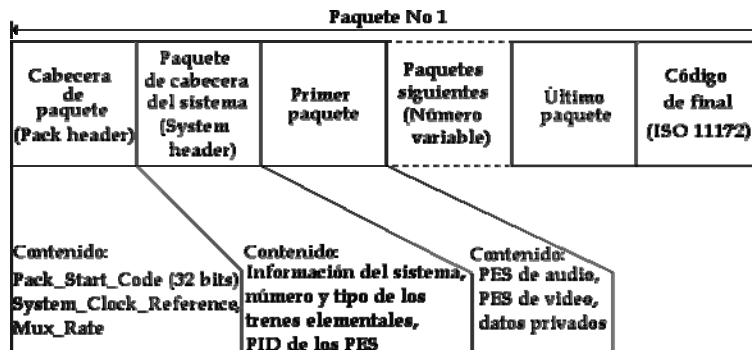 Paquete No 1
Cabecera
de
paquete
(Pack header)
Paquete
de cabecera
del sistema
(System
header)
Primer
paquete
Paquetes
siguientes
(Número
variable)
Último
paquete
Código
de final
(ISO 11172)
Contenido:
Pack_Start_Code (32 bits)
System_Clock_Reference,
Mux_Rate
Contenido:
Información del sistema,
número y tipo de los
trenes elementales,
PID de los PES
Contenido:
PES de audio,
PES de video,
datos privados